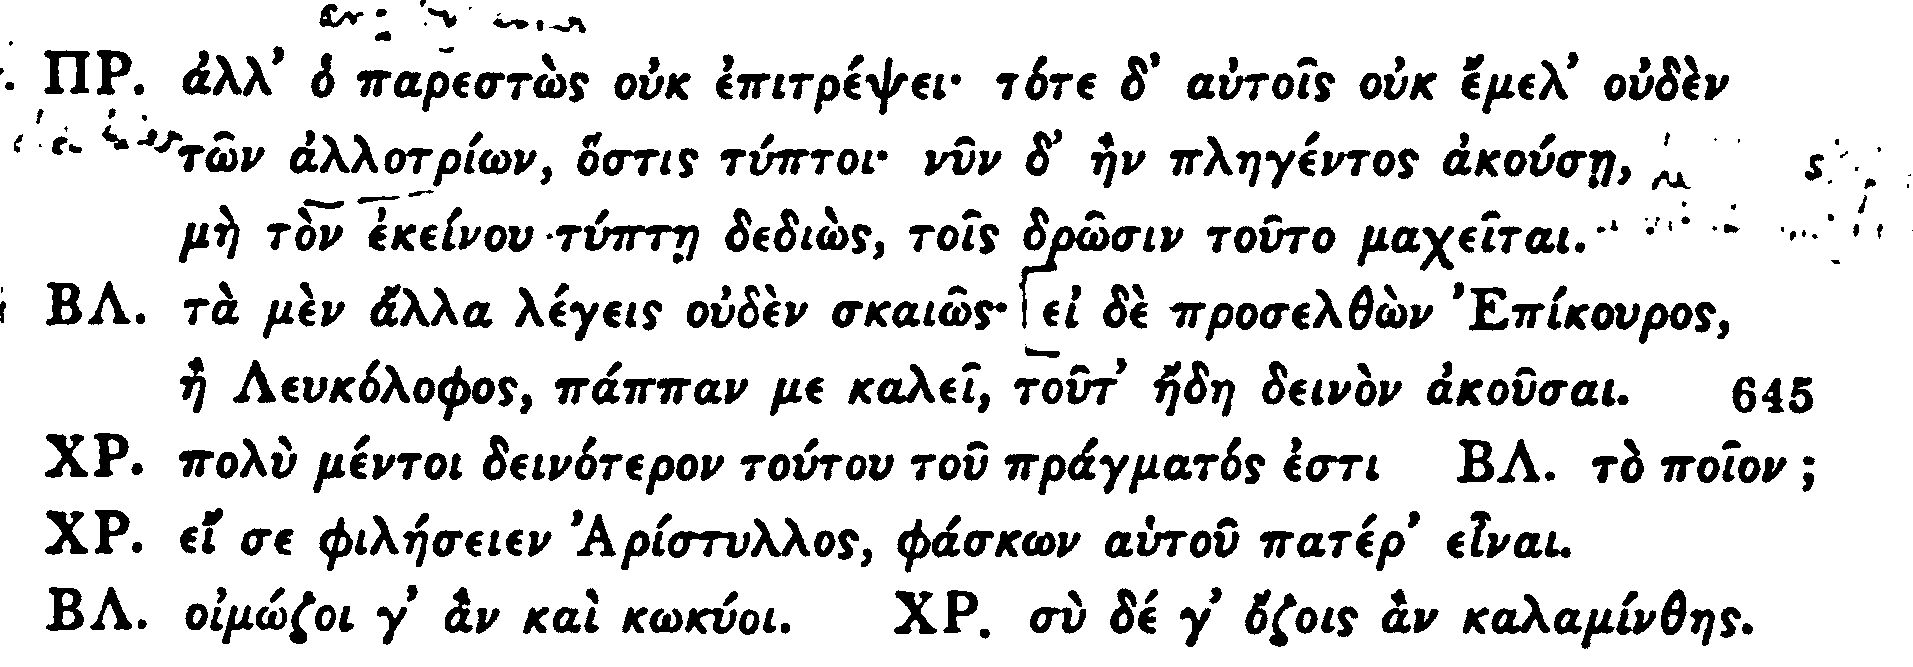 ΠΡ. ἀλλ’ ὁ παρεστὼς οὐκ ἐπιτρέψει· τότε δ’ αὐτοῖς οὐκ ἔμελ’ οὐδὲν
τῶν ἀλλοτρίων, ὅστις τύπτοι· νῦν δ’ ἢν πληγέντος ἀκούσῃ,
μὴ τὸν ἐκείνου τύπτῃ δεδιὼς, τοῖς δρῶσιν τοῦτο μαχεῖται.
ΒΛ. τὰ μὲν ἄλλα λέγεις οὐδὲν σκαιῶς· εἰ δὲ προσελθὼν Ἐπίκουρος,
ἢ Λευκόλοφος, πάππαν με καλεῖ, τοῦτ’ ἤδη δεινὸν ἀκοῦσαι. 645
ΧΡ. πολὺ μέντοι δεινότερον τούτου τοῦ πράγματός ἐστι ΒΛ. τὸ ποῖον ;
ΧΡ. εἴ σε φιλήσειεν Ἀρίστυλλος, φάσκων αὑτοῦ πατέρ’ εἶναι.
ΒΛ. οἰμώζοι γ’ ἂν καὶ κωκύοι. ΧΡ. σὺ δέ γ’ ὄζοις ἂν καλαμίνθης.